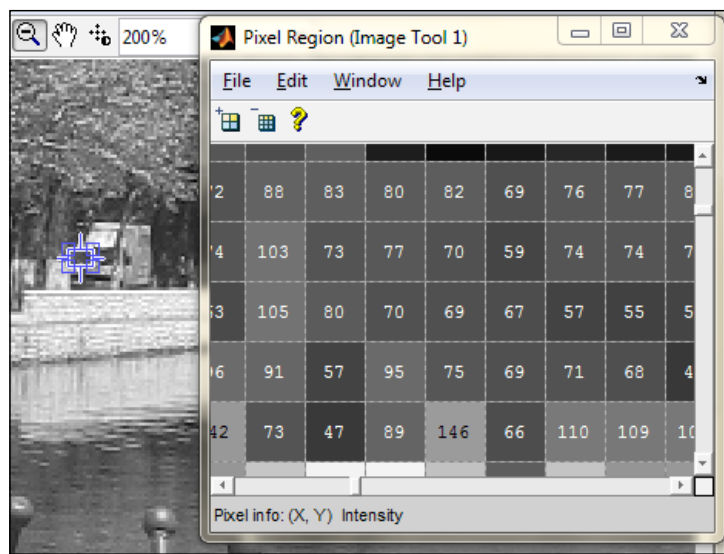 200%
Pixel Region (Image Tool 1)
File Edit Window Help
88 83 80 82 69 76 77
103 73 77 70 59 74 74
105 80 70 69 67 57 55
91 57 95 75 69 71 68
73 47 89 146 66 110 109
Pixel info: (X, Y) Intensity